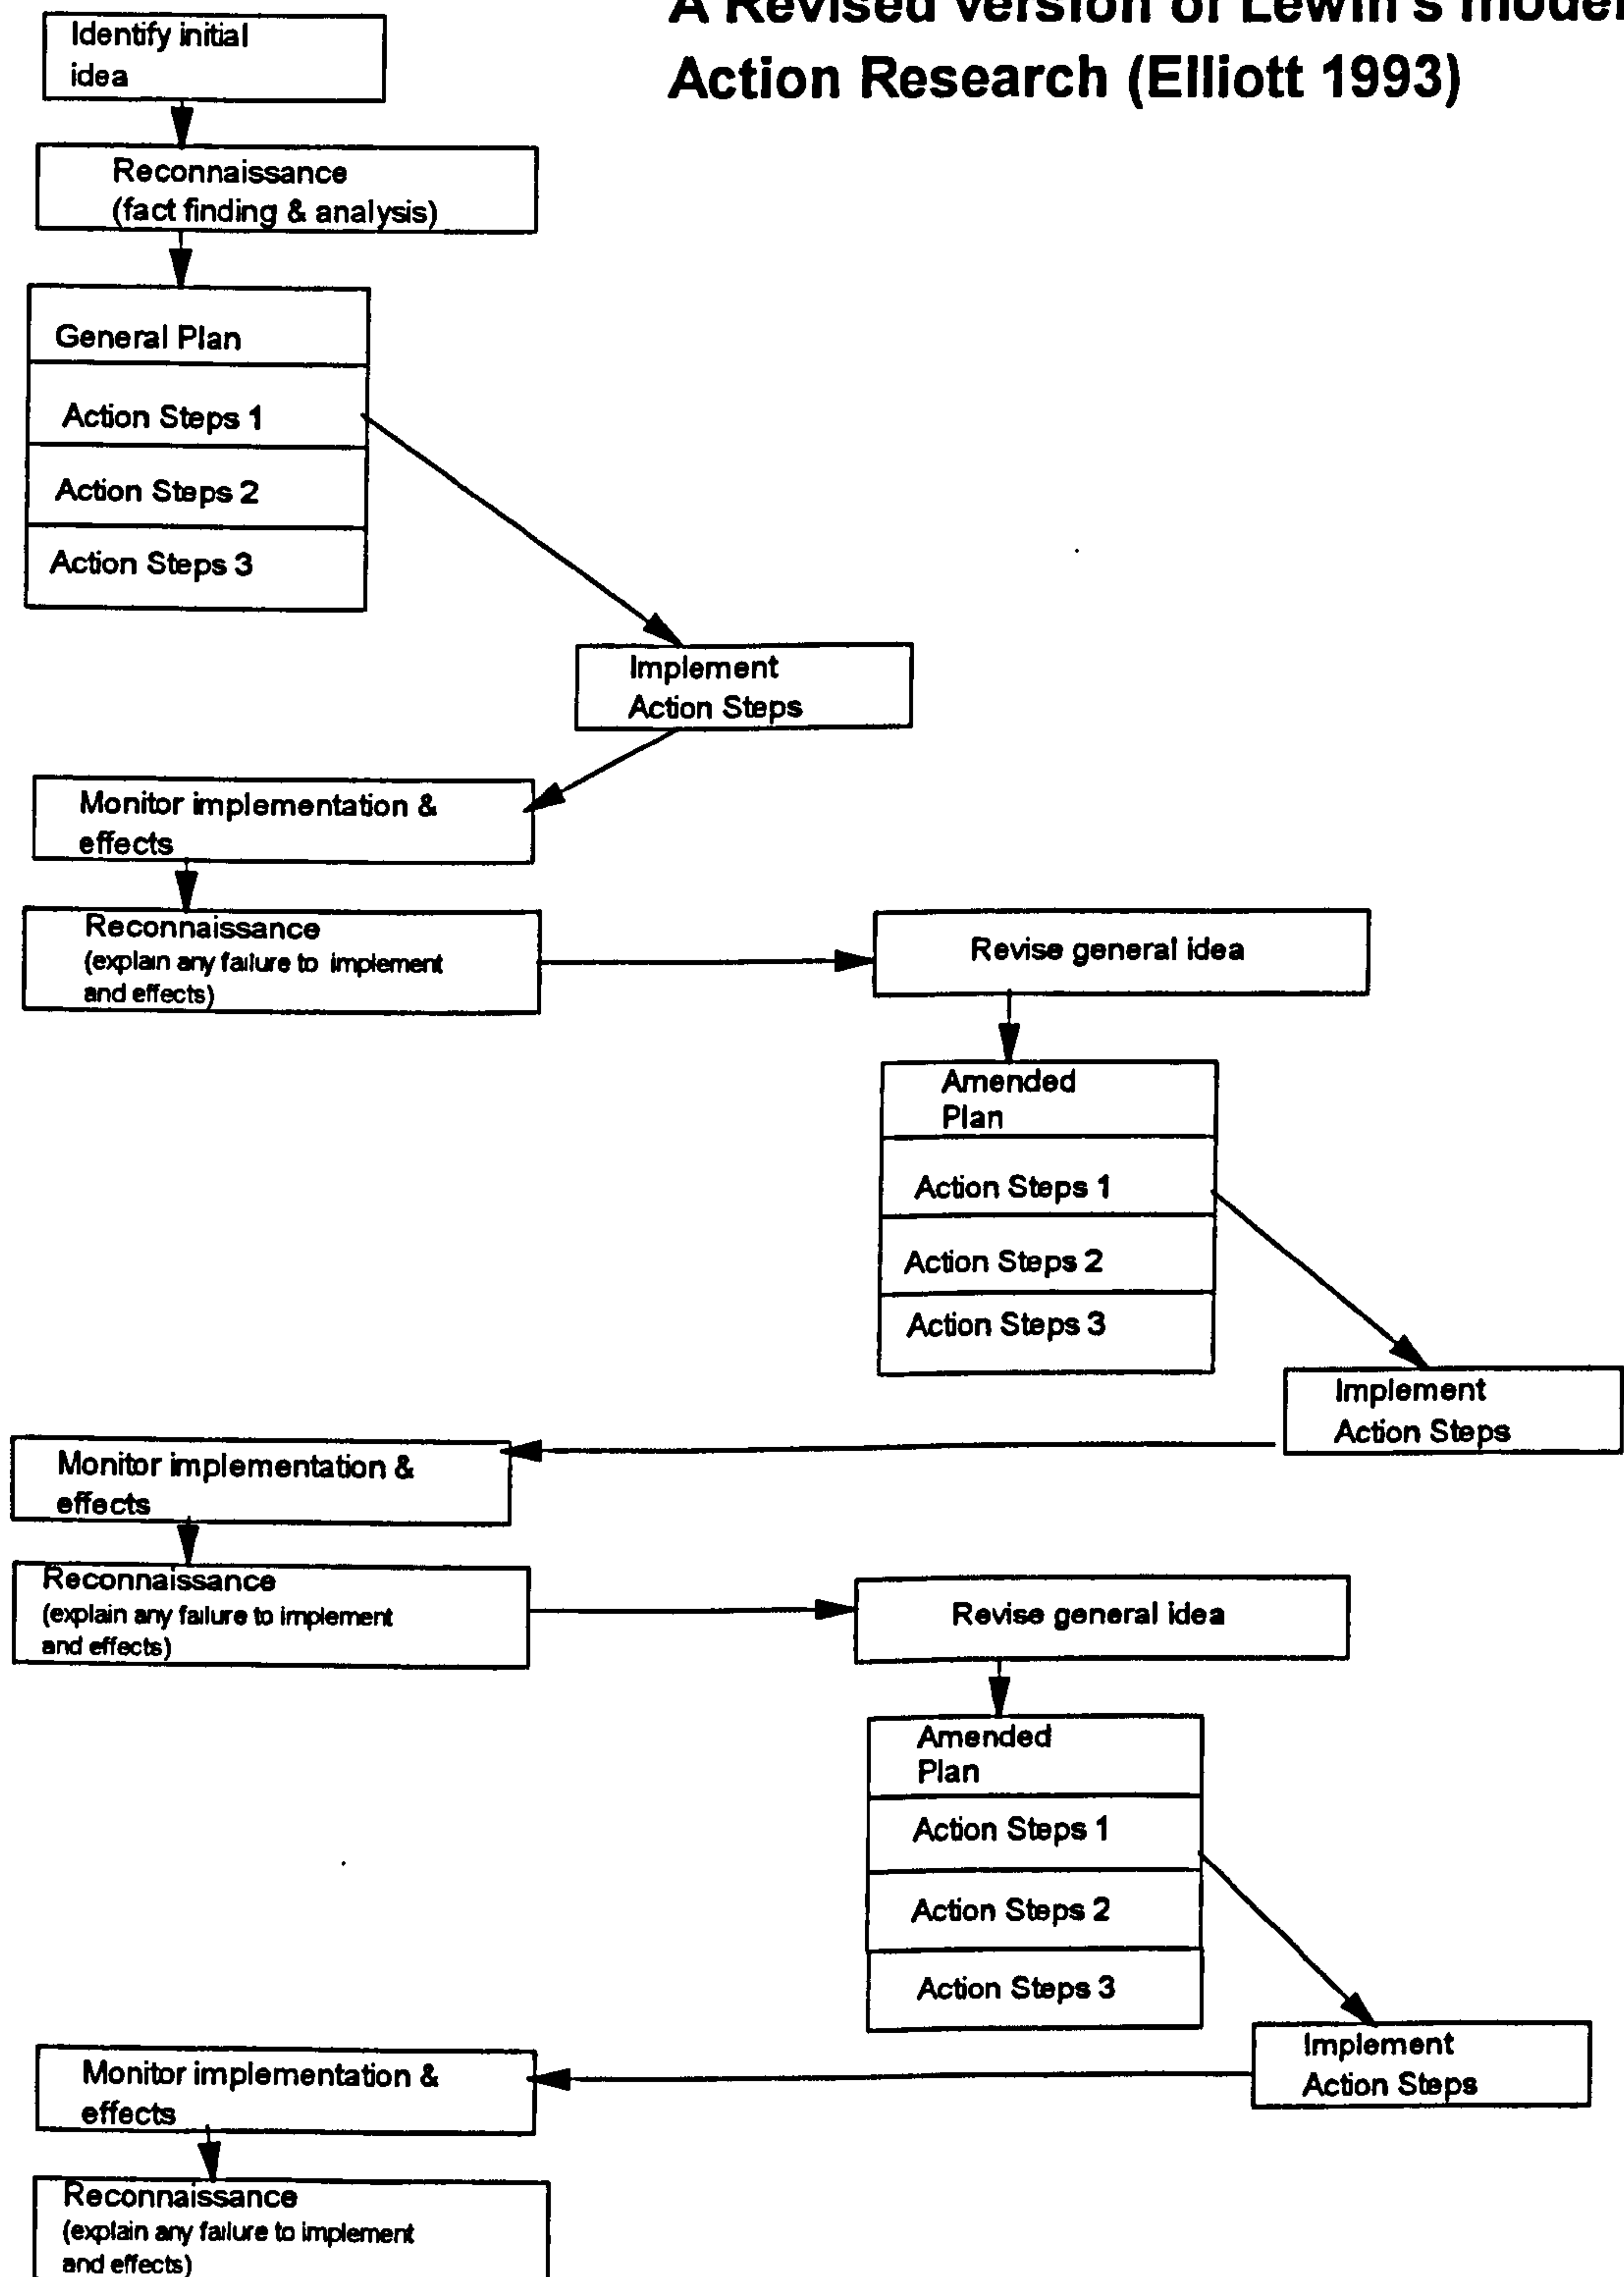 A Revised version of Lewin's model
Action Research (Elliott 1993)
Identify initial
idea
Reconnaissance
(fact finding & analysis)
General Plan
Action Steps 1
Action Steps 2
Action Steps 3
Implement
Action Steps
Monitor implementation &
effects
Reconnaissance
(explain any failure to implement
and effects)
Revise general idea
Amended
Plan
Action Steps 1
Action Steps 2
Action Steps 3
Implement
Action Steps
Monitor implementation &
effects
Reconnaissance
(explain any failure to implement
and effects)
Revise general idea
Amended
Plan
Action Steps 1
Action Steps 2
Action Steps 3
Implement
Action Steps
Monitor implementation &
effects
Reconnaissance
(explain any failure to implement
and effects)